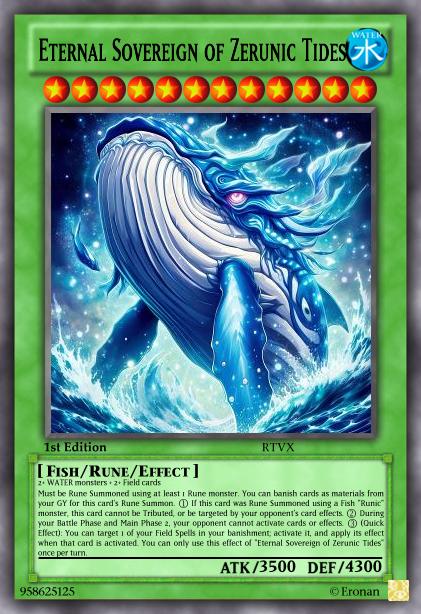 Eternal Sovereign of Zerunic Tides
WATER
水
1st Edition
RTVX
[ Fish/Rune/Effect ]
2+ WATER monsters + 2+ Field cards
Must be Rune Summoned using at least 1 Rune monster. You can banish cards as materials
from your GY for this card's Rune Summon. ① If this card was Rune Summoned using a Fish "Runic"
monster, this card cannot be Tributed, or be targeted by your opponent's card effects. ② During
your Battle Phase and Main Phase 2, your opponent cannot activate cards or effects. ③ (Quick
Effect): You can target 1 of your Field Spells in your banishment; activate it, and apply its effect
when that card is activated. You can only use this effect of "Eternal Sovereign of Zerunic Tides"
once per turn.
ATK/3500 DEF/4300
958625125
© Eronan